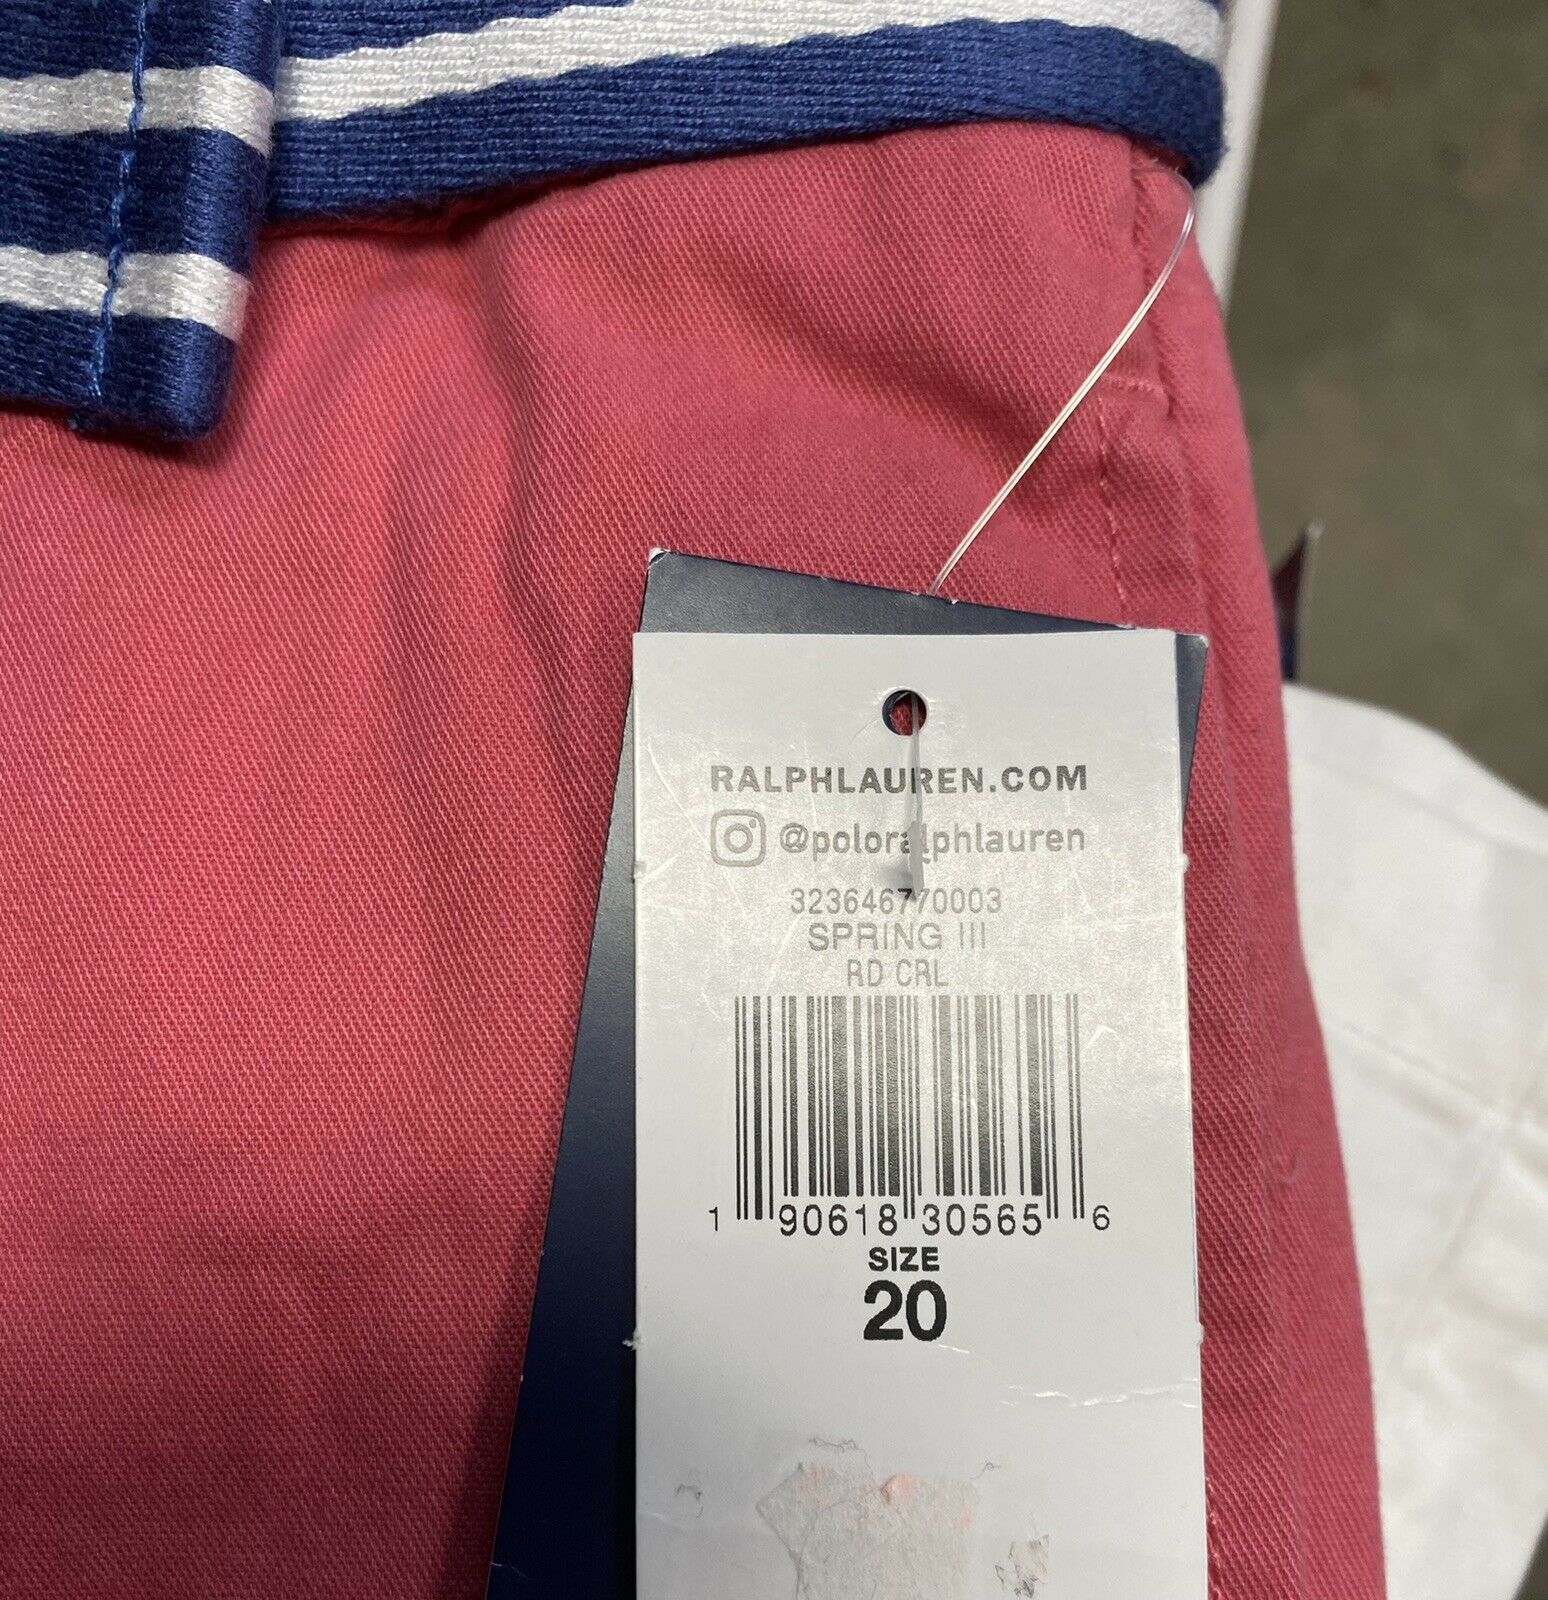 RALPHLAUREN.COM
@poloralphlauren
323646770003
SPRING III
RD CRL
1 90618 30565 6
SIZE
20